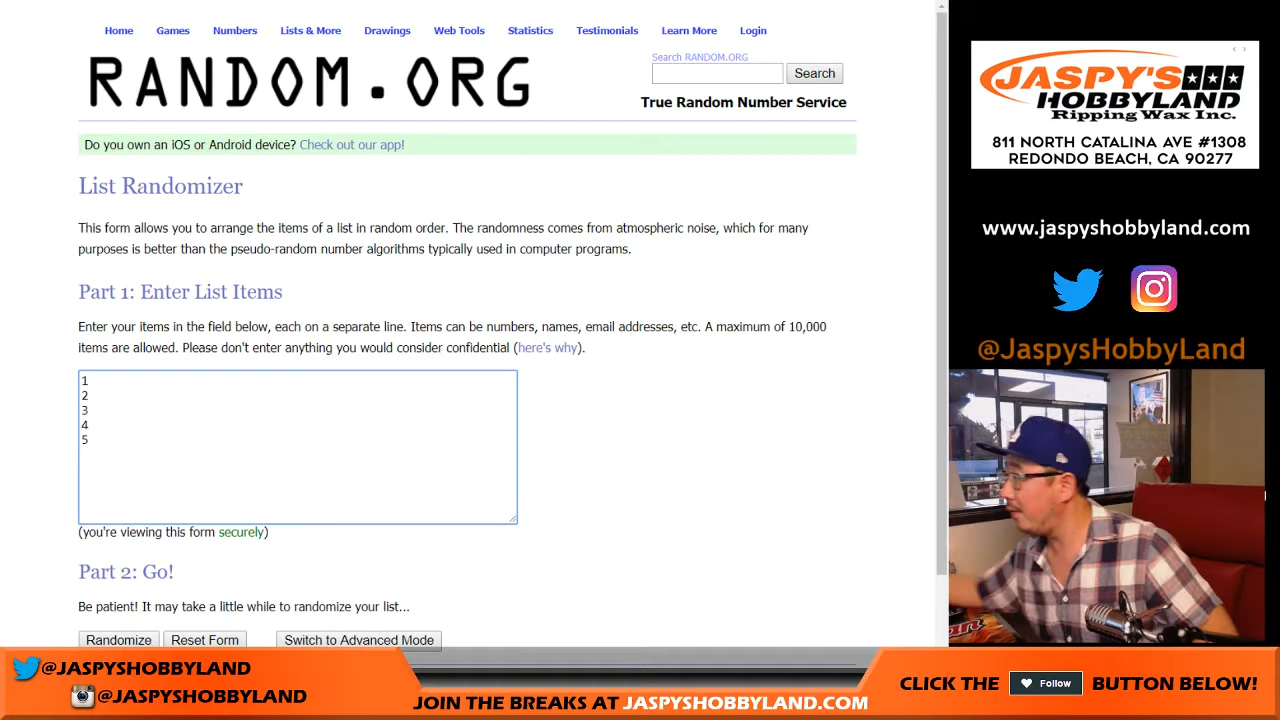 Home Games Numbers Lists & More Drawings Web Tools Statistics Testimonials Learn More Login
RANDOM.ORG
Search RANDOM.ORG
Search
True Random Number Service
Do you own an iOS or Android device? Check out our app!
List Randomizer
This form allows you to arrange the items of a list in random order. The randomness comes from atmospheric noise, which for many
purposes is better than the pseudo-random number algorithms typically used in computer programs.
Part 1: Enter List Items
Enter your items in the field below, each on a separate line. Items can be numbers, names, email addresses, etc. A maximum of 10,000
items are allowed. Please don't enter anything you would consider confidential (here's why).
1
2
3
4
5
(you're viewing this form securely)
Part 2: Go!
Be patient! It may take a little while to randomize your list...
Randomize Reset Form Switch to Advanced Mode
JASPY'S
HOBBYLAND
Ripping Wax Inc.
811 NORTH CATALINA AVE #1308
REDONDO BEACH, CA 90277
www.jaspyshobbyland.com
@JaspysHobbyLand
@JASPYSHOBBYLAND
@JASPYSHOBBYLAND
JOIN THE BREAKS AT JASPYSHOBBYLAND.COM
CLICK THE Follow BUTTON BELOW!